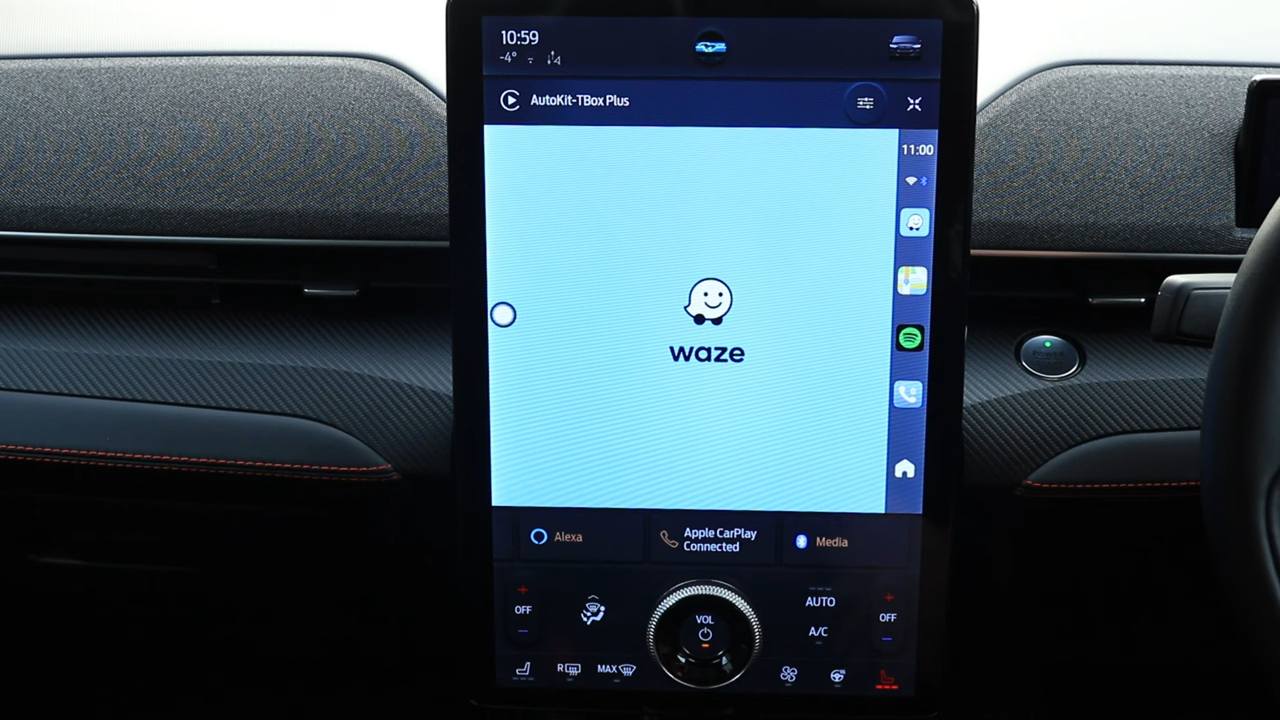 10:59
-4°
AutoKit-TBox Plus
11:00
waze
Alexa
Apple CarPlay
Connected
Media
OFF
VOL
AUTO
A/C
OFF
R
MAX
POWER